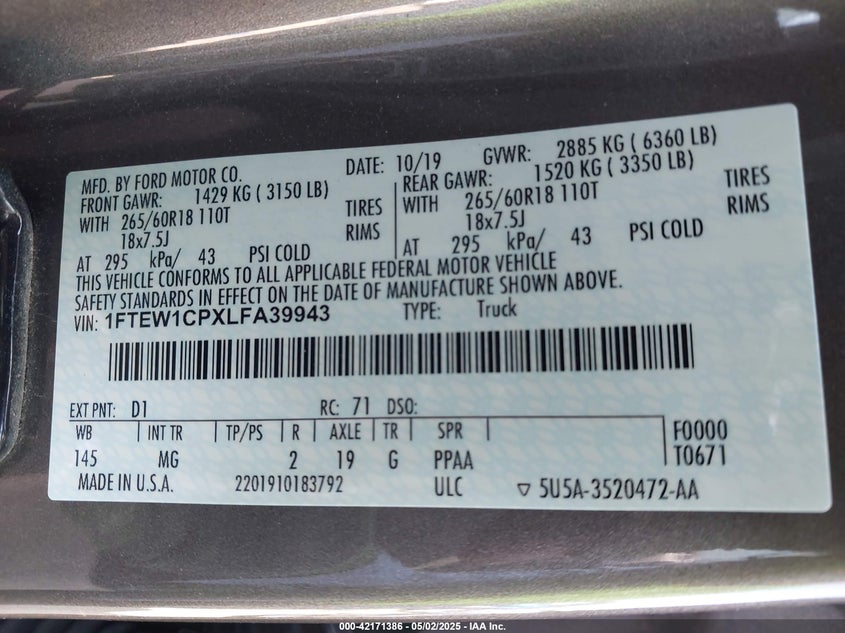 MFD. BY FORD MOTOR CO. DATE: 10/19 GVWR: 2885 KG ( 6360 LB)
FRONT GAWR: 1429 KG ( 3150 LB) REAR GAWR: 1520 KG ( 3350 LB)
WITH 265/60R18 110T TIRES WITH 265/60R18 110T TIRES
18x7.5J RIMS 18x7.5J RIMS
AT 295 kPa/ 43 PSI COLD AT 295 kPa/ 43 PSI COLD
THIS VEHICLE CONFORMS TO ALL APPLICABLE FEDERAL MOTOR VEHICLE
SAFETY STANDARDS IN EFFECT ON THE DATE OF MANUFACTURE SHOWN ABOVE.
VIN: 1FTEW1CPXLFA39943 TYPE: Truck
EXT PNT: D1 RC: 71 DSO:
WB INT TR TP/PS R AXLE TR SPR F0000
145 MG 2 19 G PPAA T0671
MADE IN U.S.A. 2201910183792 ULC ▽ 5U5A-3520472-AA
000-42171386 - 05/02/2025 - IAA Inc.